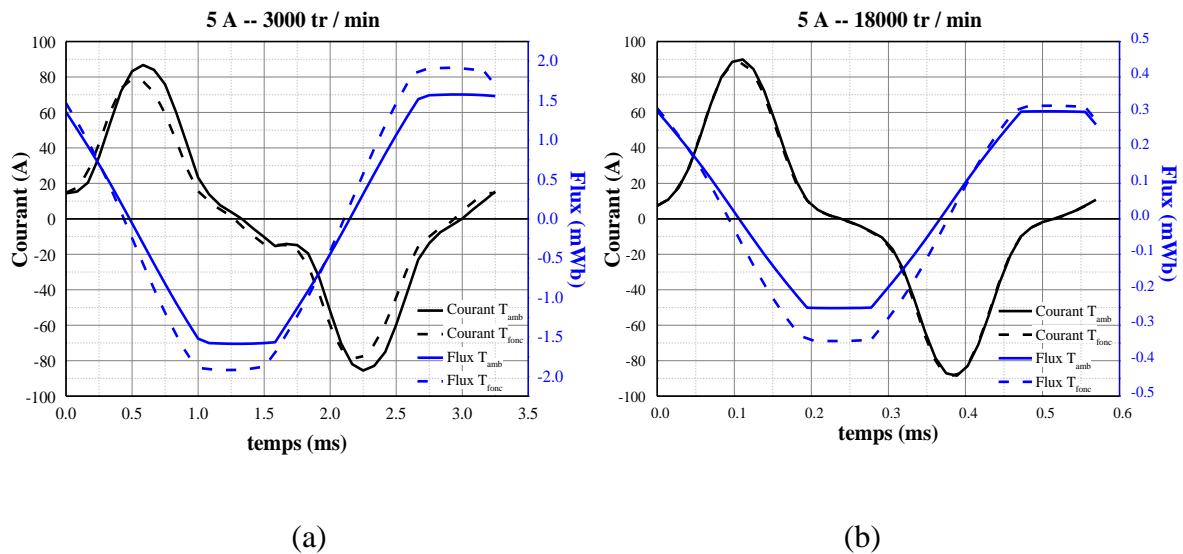 5 A -- 3000 tr / min
100
80
60
40
20
0
-20
-40
-60
-80
-100
Courant (A)
2.0
1.5
1.0
0.5
0.0
-0.5
-1.0
-1.5
-2.0
Flux (mWb)
Courant Tamb
Courant Tfonc
Flux Tamb
Flux Tfonc
0.0 0.5 1.0 1.5 2.0 2.5 3.0 3.5
temps (ms)
(a)
5 A -- 18000 tr / min
100
80
60
40
20
0
-20
-40
-60
-80
-100
Courant (A)
0.5
0.4
0.3
0.2
0.1
0.0
-0.1
-0.2
-0.3
-0.4
-0.5
Flux (mWb)
Courant Tamb
Courant Tfonc
Flux Tamb
Flux Tfonc
0.0 0.1 0.2 0.3 0.4 0.5 0.6
temps (ms)
(b)